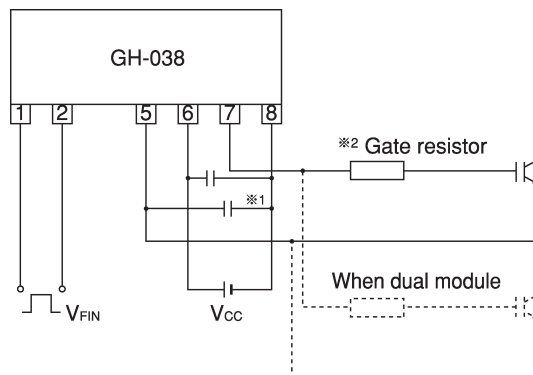 GH-038
1 2 5 6 7 8
※2 Gate resistor
※1
When dual module
VFIN
VCC